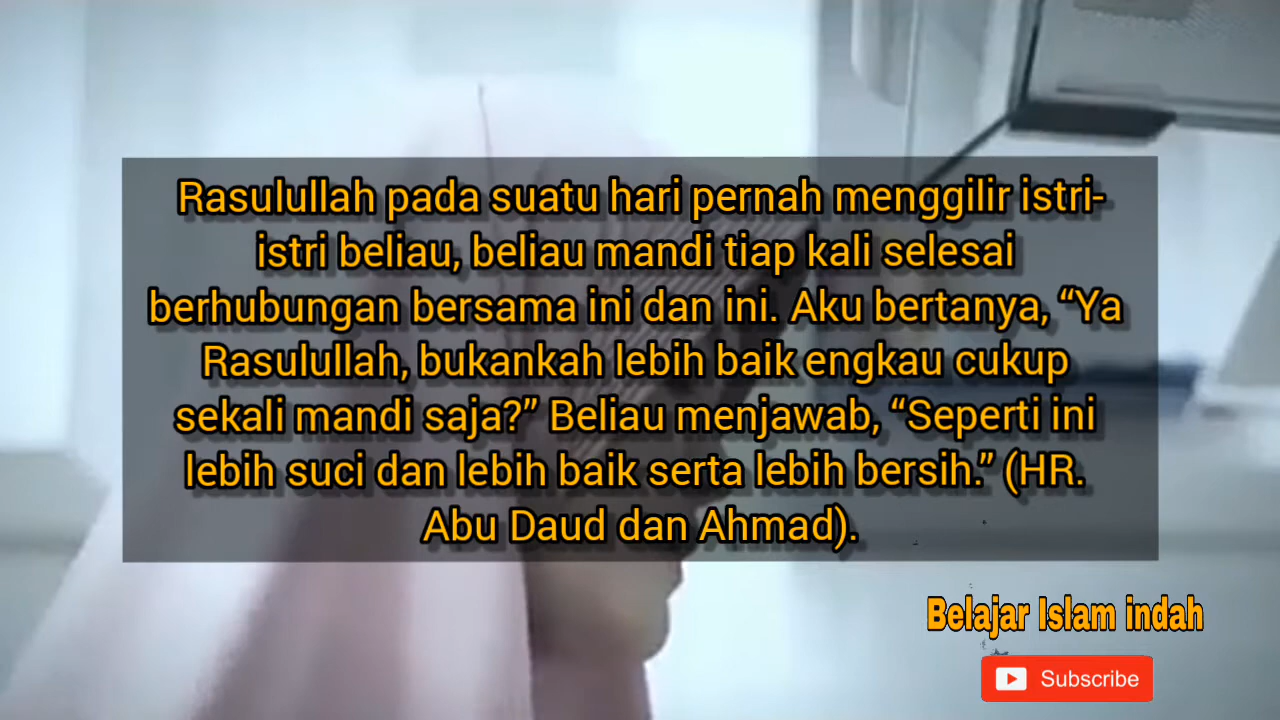 Rasulullah pada suatu hari pernah menggilir istri-
istri beliau, beliau mandi tiap kali selesai
berhubungan bersama ini dan ini. Aku bertanya, “Ya
Rasulullah, bukankah lebih baik engkau cukup
sekali mandi saja?” Beliau menjawab, “Seperti ini
lebih suci dan lebih baik serta lebih bersih.” (HR.
Abu Daud dan Ahmad).
Belajar Islam indah
Subscribe